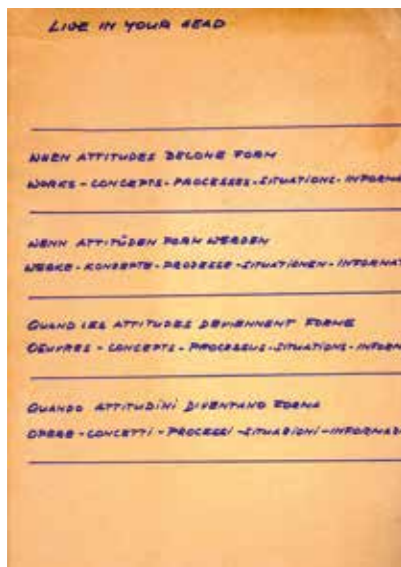 LIVE IN YOUR HEAD
WHEN ATTITUDES BECOME FORM
WORKS - CONCEPTS - PROCESSES - SITUATIONS - INFORMA
WENN ATTITÜDEN FORM WERDEN
WERKE - KONZEPTE - PROZESSE - SITUATIONEN - INFORMAT
QUAND LES ATTITUDES DEVIENNENT FORME
OEUVRES - CONCEPTS - PROCESSUS - SITUATIONS - INFORM
QUANDO ATTITUDINI DIVENTANO FORMA
OPERE - CONCETTI - PROCESSI - SITUAZIONI - INFORMAZI